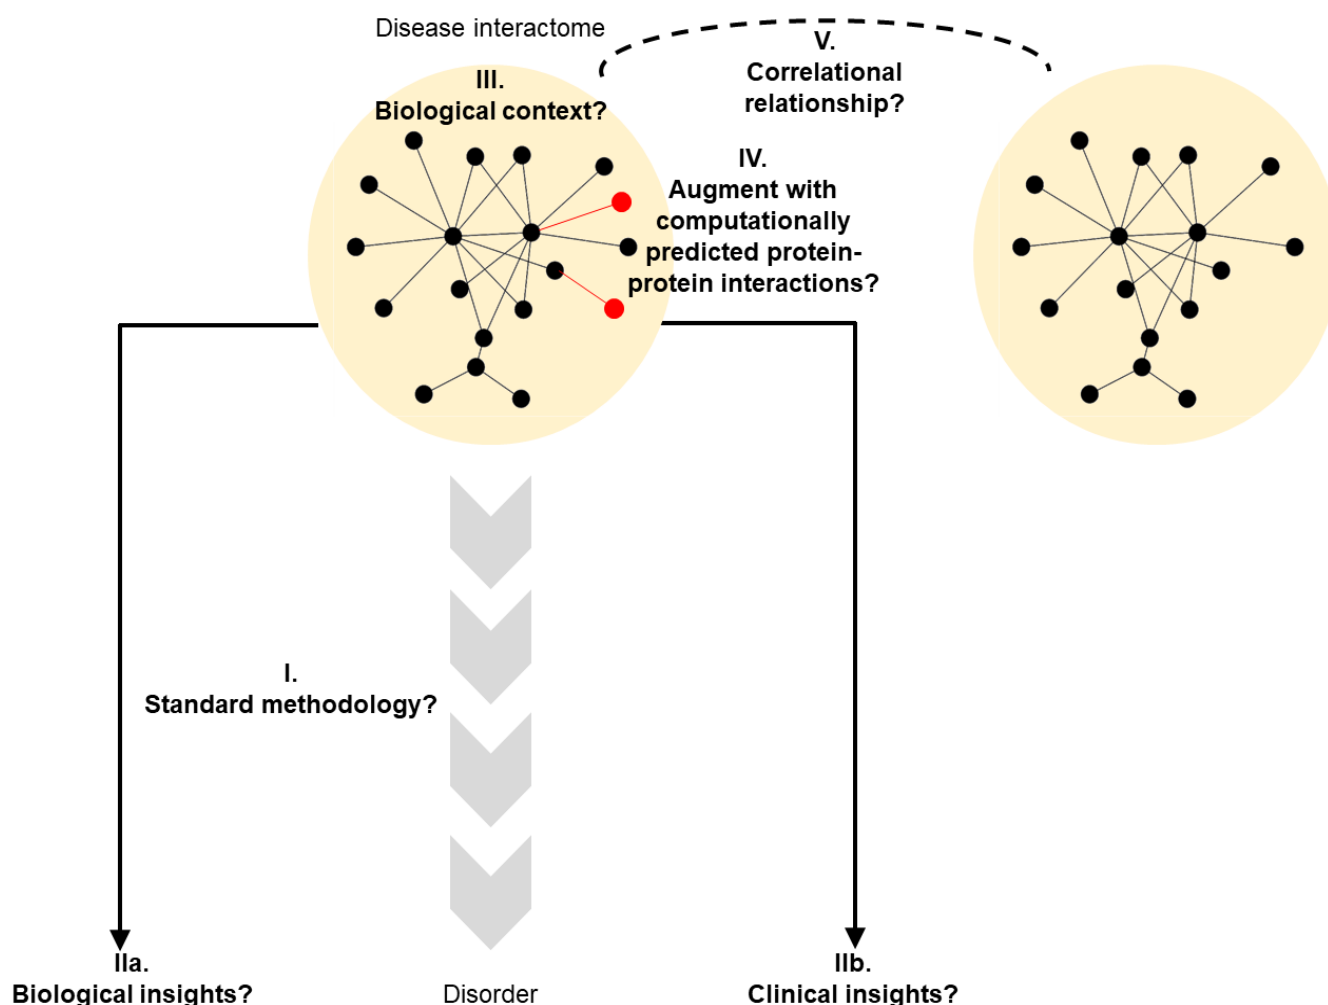 Disease interactome
V.
Correlational
relationship?
III.
Biological context?
IV.
Augment with
computationally
predicted protein-
protein interactions?
I.
Standard methodology?
IIa.
Biological insights?
Disorder
IIb.
Clinical insights?